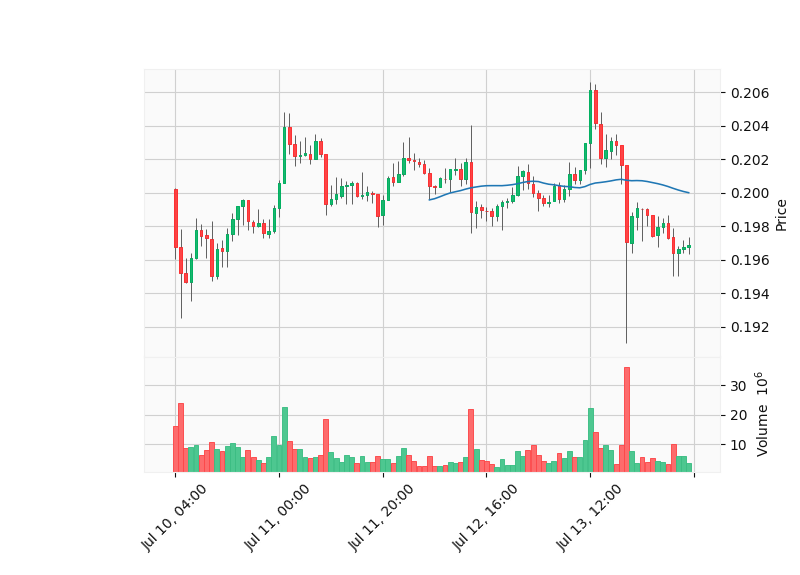 0.206
0.204
0.202
0.200
0.198
0.196
0.194
0.192
Price
30
20
10
Volume 10^6
Jul 10, 04:00
Jul 11, 00:00
Jul 11, 20:00
Jul 12, 16:00
Jul 13, 12:00